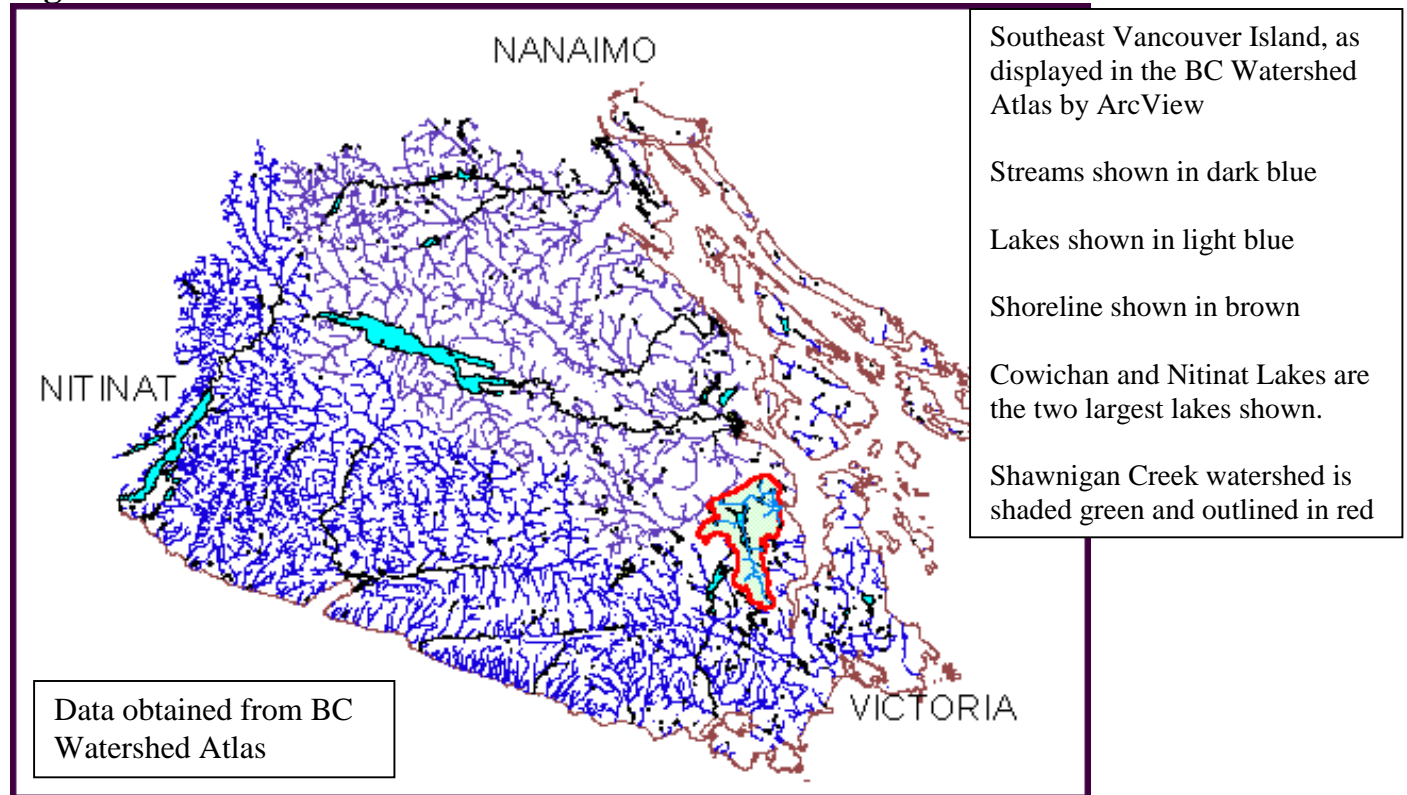 NANAIMO
Southeast Vancouver Island, as
displayed in the BC Watershed
Atlas by ArcView
Streams shown in dark blue
Lakes shown in light blue
Shoreline shown in brown
Cowichan and Nitinat Lakes are
the two largest lakes shown.
Shawnigan Creek watershed is
shaded green and outlined in red
NITINAT
VICTORIA
Data obtained from BC
Watershed Atlas